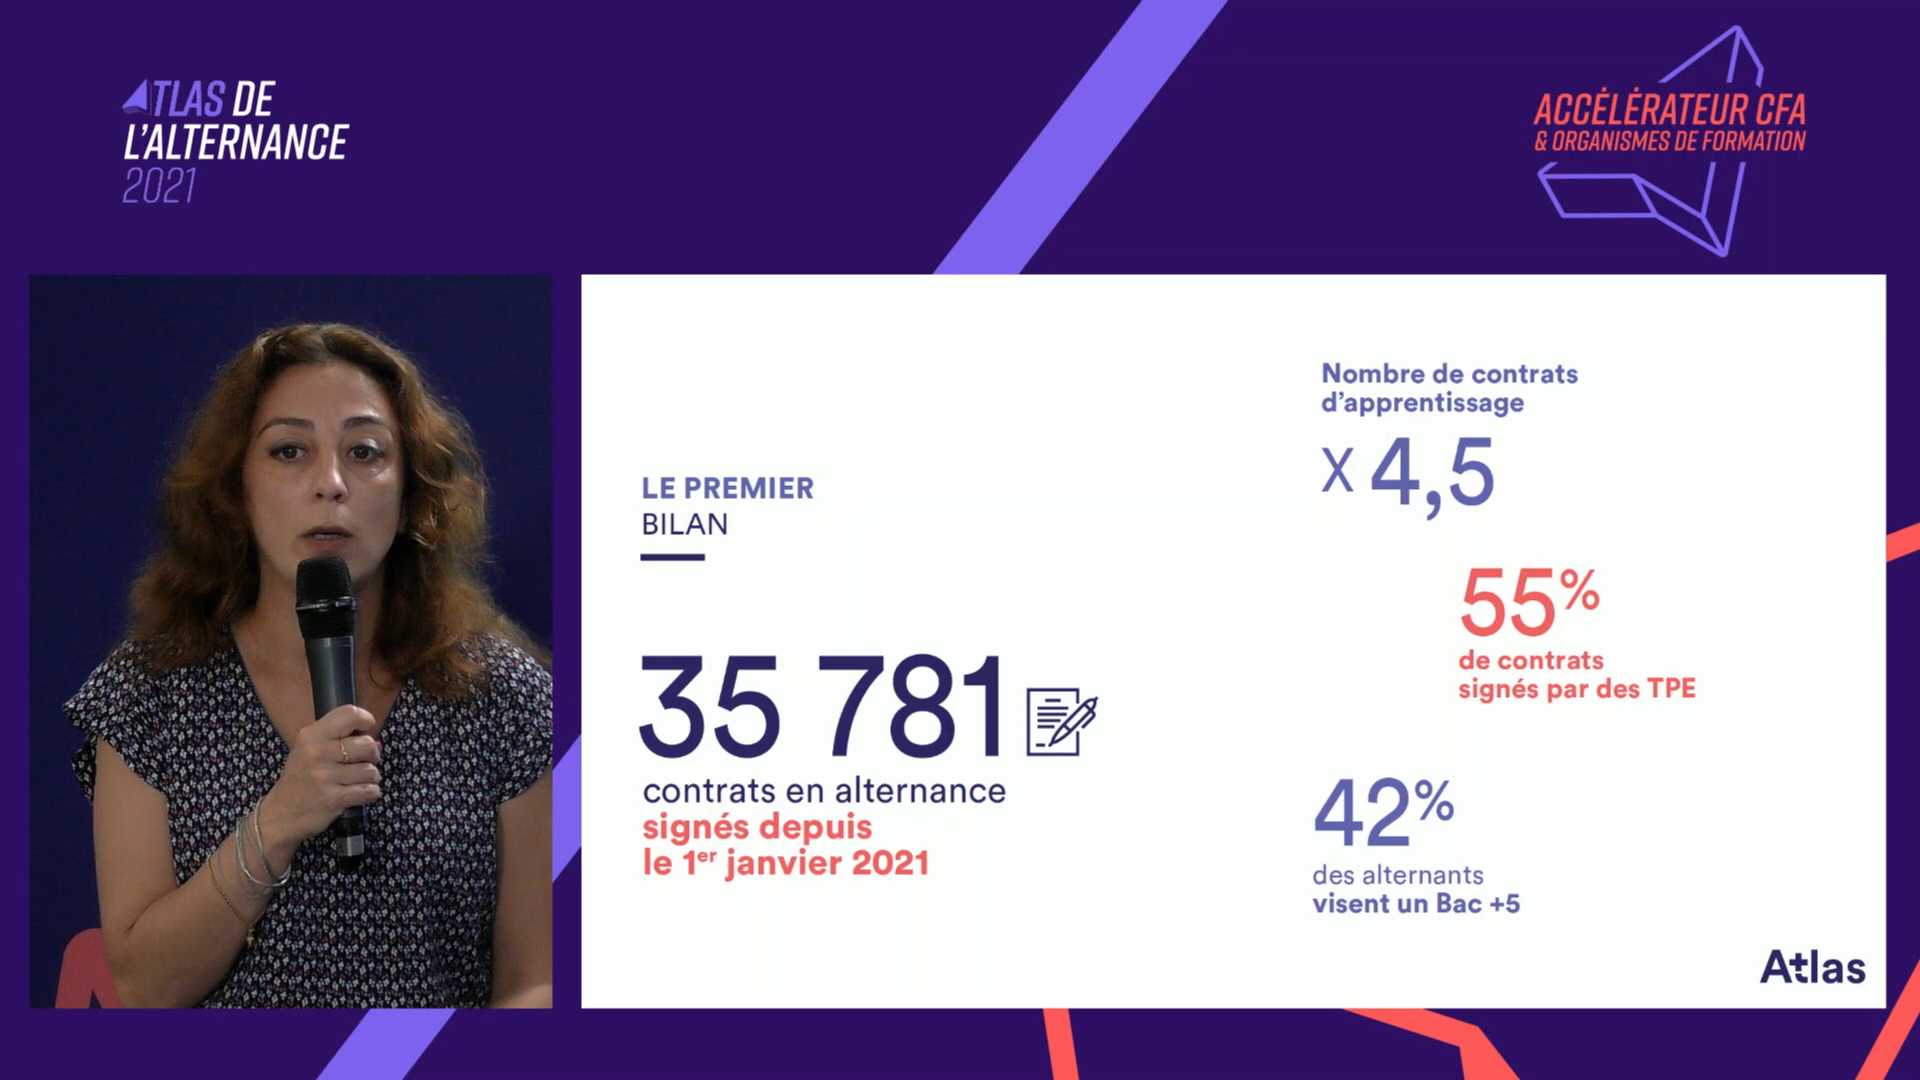 ATLAS DE
L'ALTERNANCE
2021
ACCÉLÉRATEUR CFA
& ORGANISMES DE FORMATION
LE PREMIER
BILAN
35 781
contrats en alternance
signés depuis
le 1er janvier 2021
Nombre de contrats
d'apprentissage
X 4,5
55%
de contrats
signés par des TPE
42%
des alternants
visent un Bac +5
Atlas